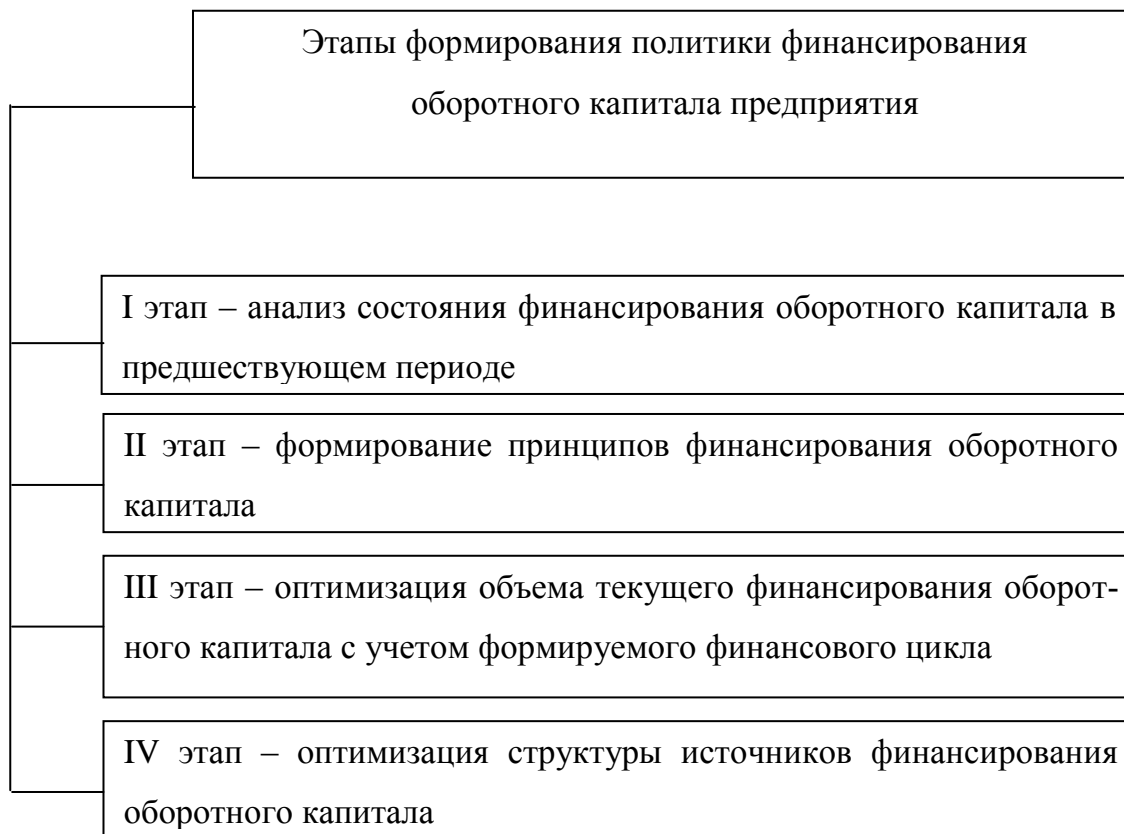 Этапы формирования политики финансирования
оборотного капитала предприятия
I этап – анализ состояния финансирования оборотного капитала в
предшествующем периоде
II этап – формирование принципов финансирования оборотного
капитала
III этап – оптимизация объема текущего финансирования оборот-
ного капитала с учетом формируемого финансового цикла
IV этап – оптимизация структуры источников финансирования
оборотного капитала